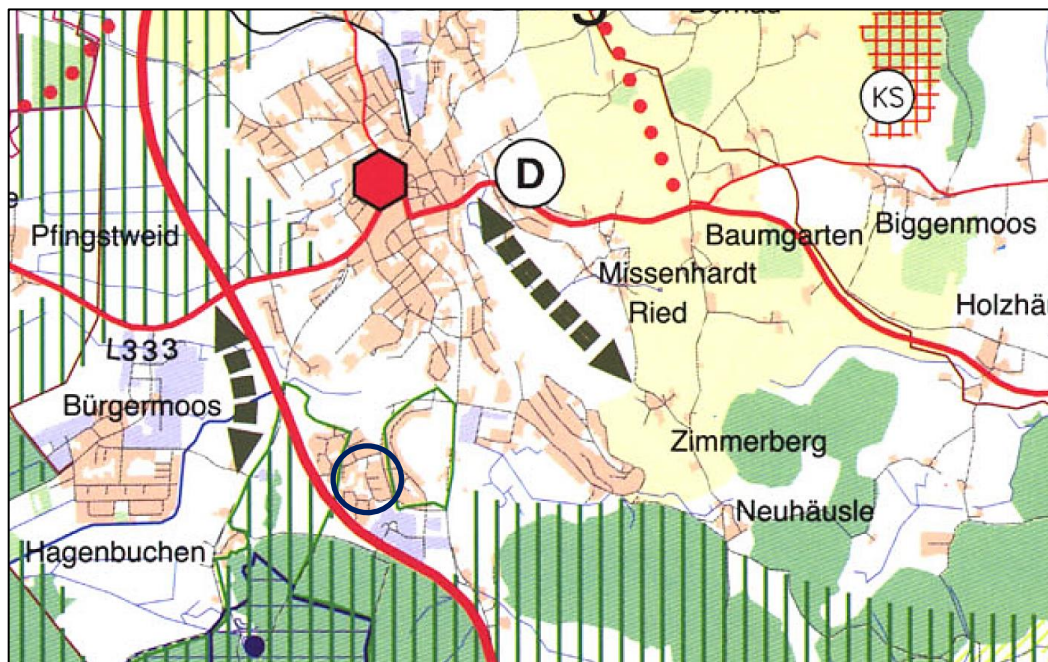 KS
D
Pfingstweid
Baumgarten
Biggenmoos
Missenhardt
Ried
L333
Bürgermoos
Zimmerberg
Neuhäusle
Hagenbuchen